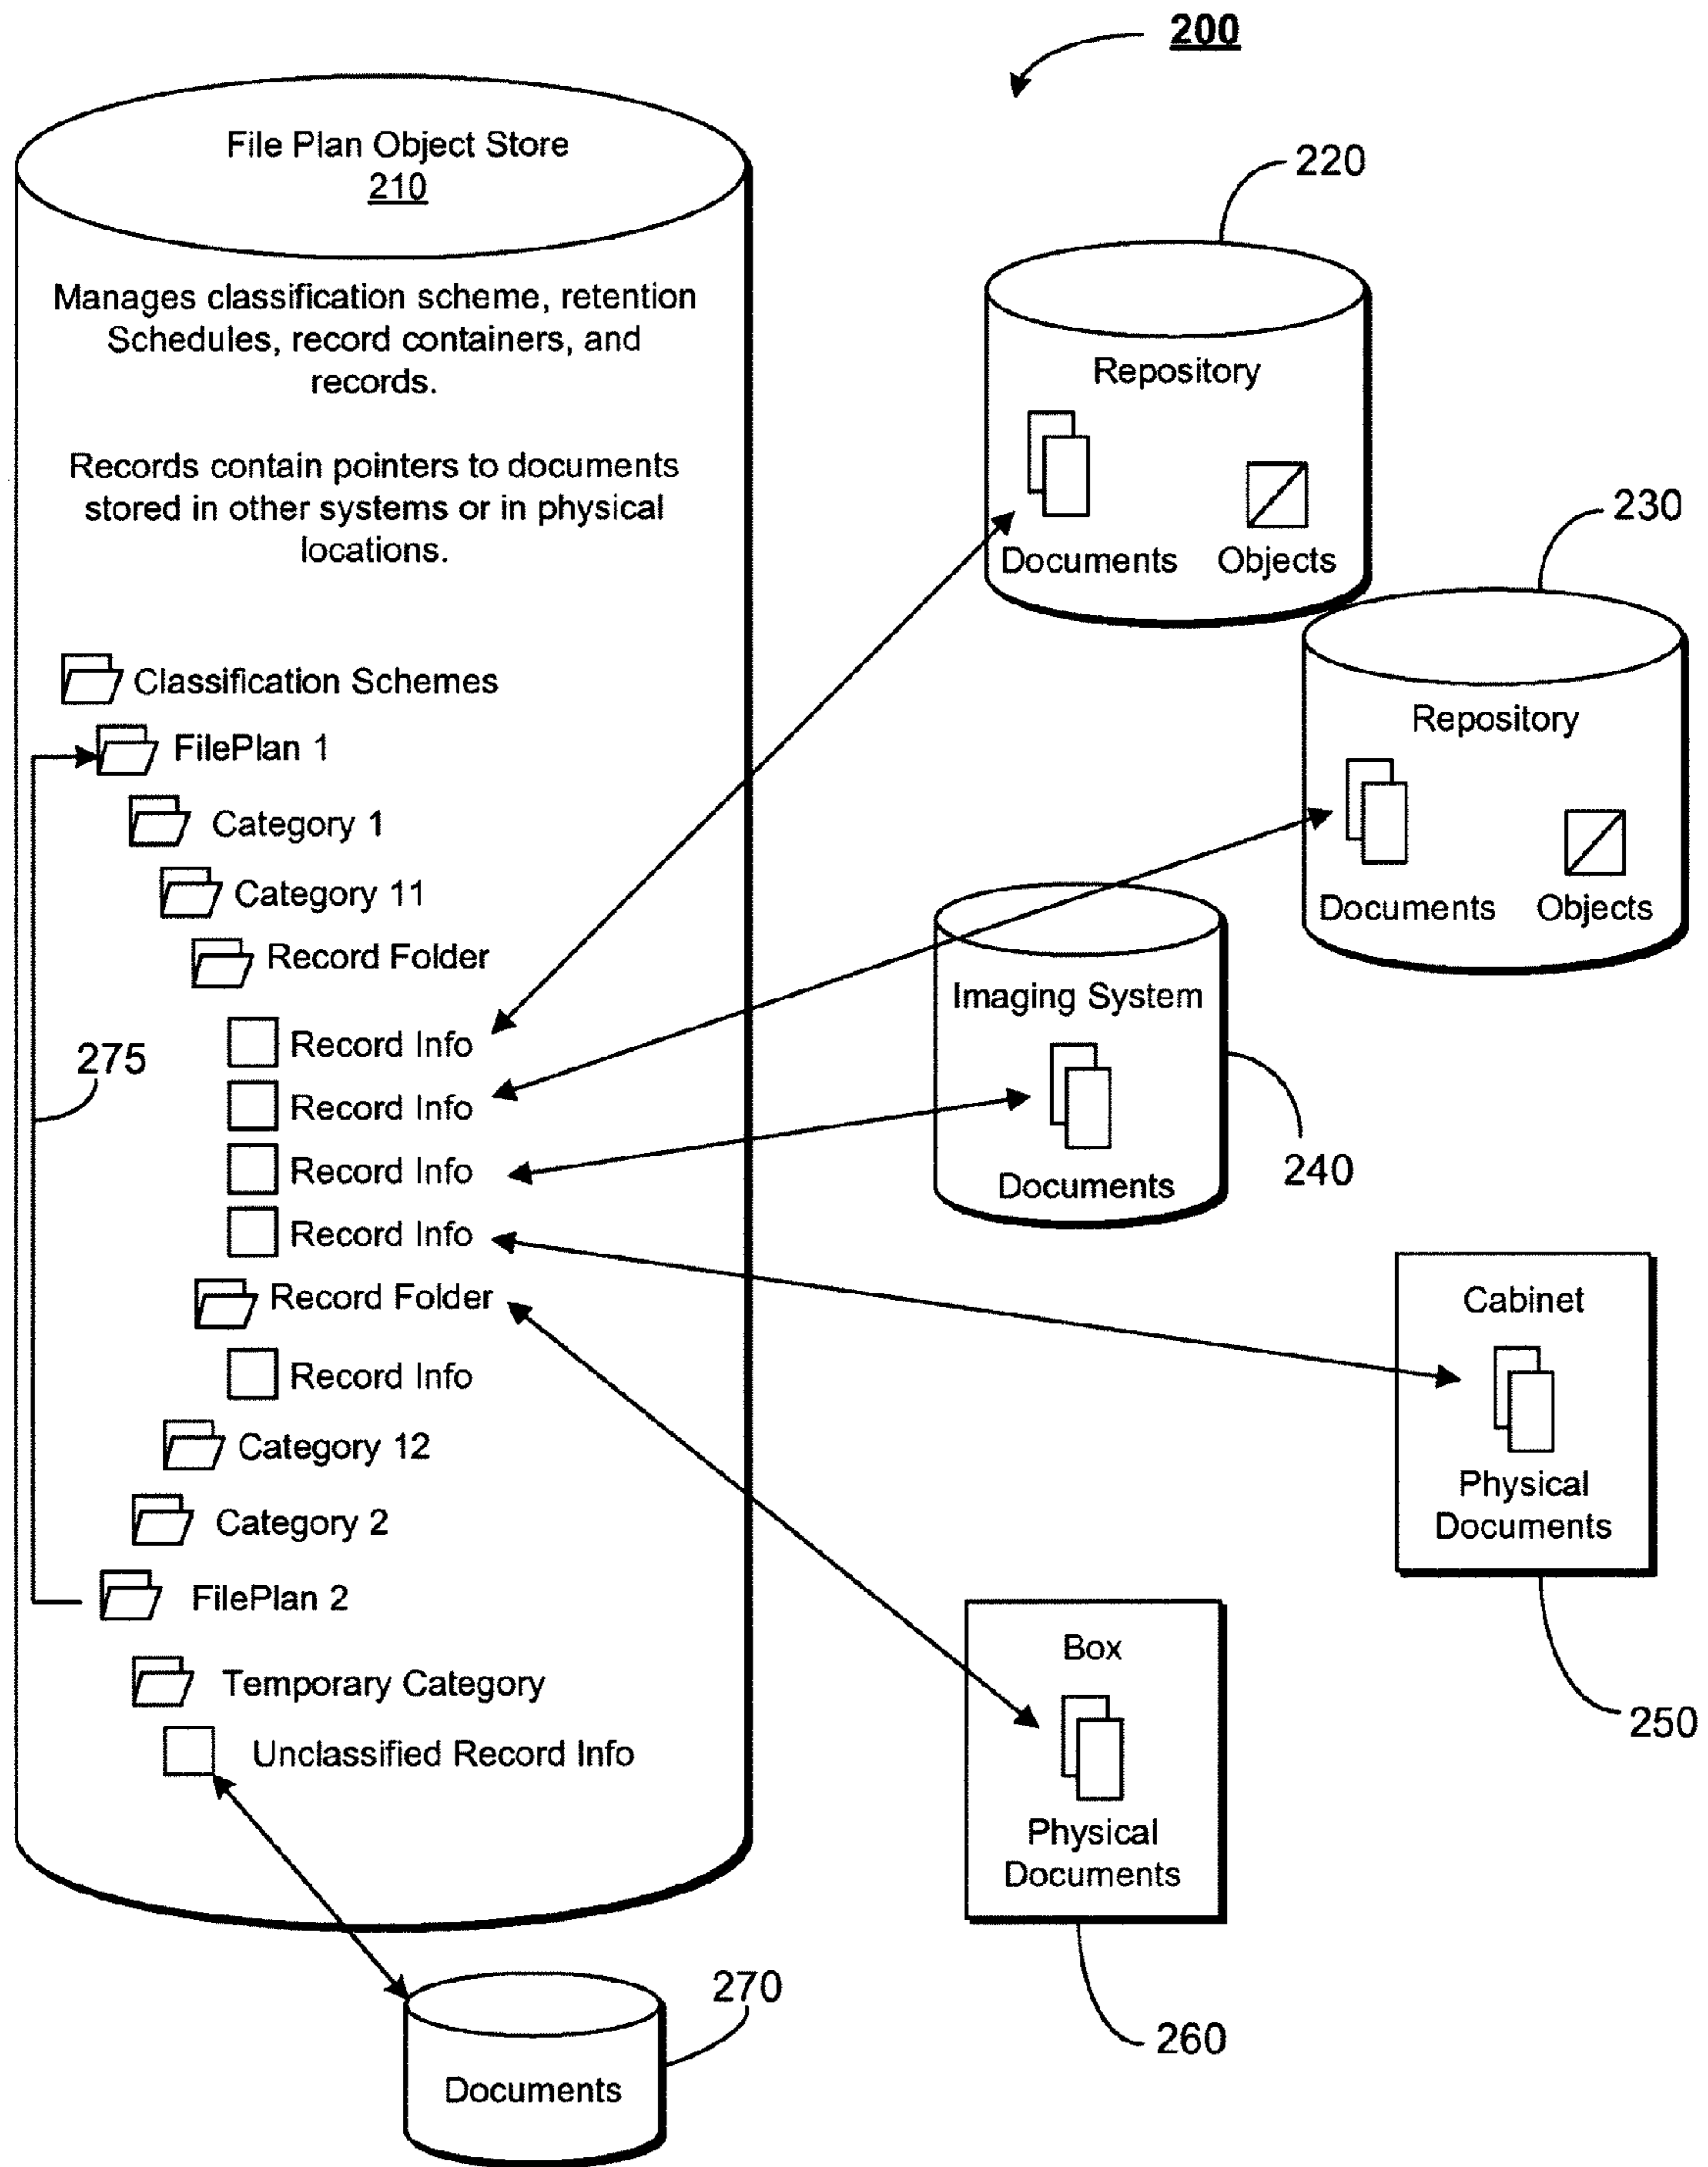 200
File Plan Object Store
210
Manages classification scheme, retention
Schedules, record containers, and
records.
Records contain pointers to documents
stored in other systems or in physical
locations.
Classification Schemes
FilePlan 1
Category 1
Category 11
Record Folder
Record Info
Record Info
Record Info
Record Info
Record Folder
Record Info
Category 12
Category 2
FilePlan 2
Temporary Category
Unclassified Record Info
275
220
Repository
Documents
Objects
230
Repository
Documents
Objects
Imaging System
Documents
240
Cabinet
Physical
Documents
250
Box
Physical
Documents
260
270
Documents